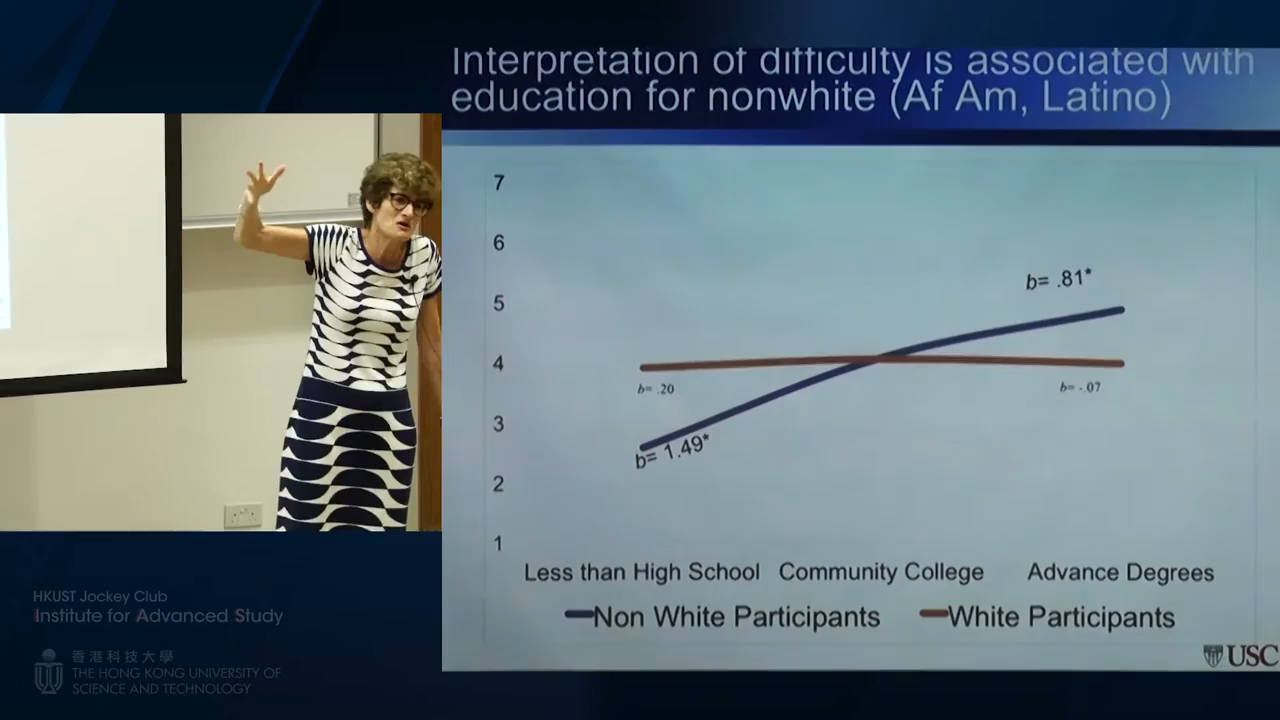 Interpretation of difficulty is associated with
education for nonwhite (Af Am, Latino)
7
6
5
4
3
2
1
b= .81*
b= .20
b= -.07
b= 1.49*
Less than High School Community College Advance Degrees
Non White Participants White Participants
USC
HKUST Jockey Club
Institute for Advanced Study
香港科技大學
THE HONG KONG UNIVERSITY OF
SCIENCE AND TECHNOLOGY